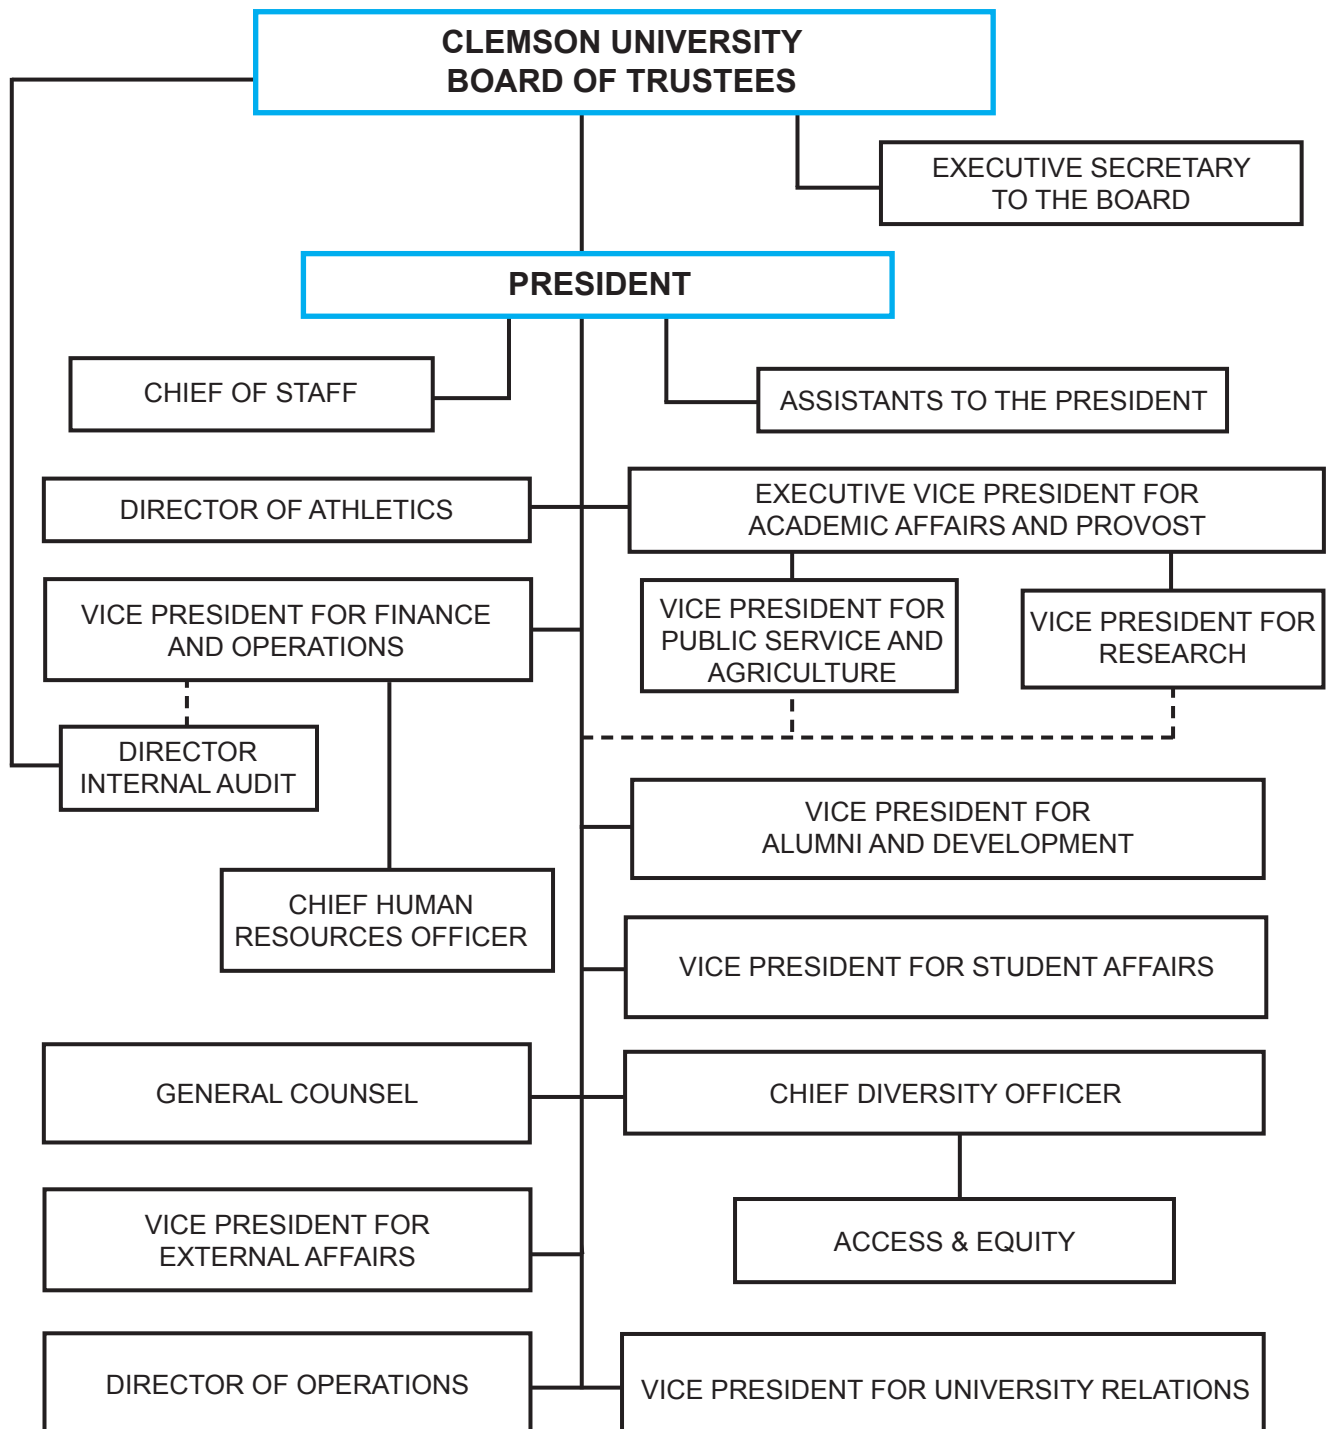 CLEMSON UNIVERSITY
BOARD OF TRUSTEES
EXECUTIVE SECRETARY
TO THE BOARD
PRESIDENT
CHIEF OF STAFF
ASSISTANTS TO THE PRESIDENT
DIRECTOR OF ATHLETICS
EXECUTIVE VICE PRESIDENT FOR
ACADEMIC AFFAIRS AND PROVOST
VICE PRESIDENT FOR FINANCE
AND OPERATIONS
VICE PRESIDENT FOR
PUBLIC SERVICE AND
AGRICULTURE
VICE PRESIDENT FOR
RESEARCH
DIRECTOR
INTERNAL AUDIT
VICE PRESIDENT FOR
ALUMNI AND DEVELOPMENT
CHIEF HUMAN
RESOURCES OFFICER
VICE PRESIDENT FOR STUDENT AFFAIRS
GENERAL COUNSEL
CHIEF DIVERSITY OFFICER
VICE PRESIDENT FOR
EXTERNAL AFFAIRS
ACCESS & EQUITY
DIRECTOR OF OPERATIONS
VICE PRESIDENT FOR UNIVERSITY RELATIONS